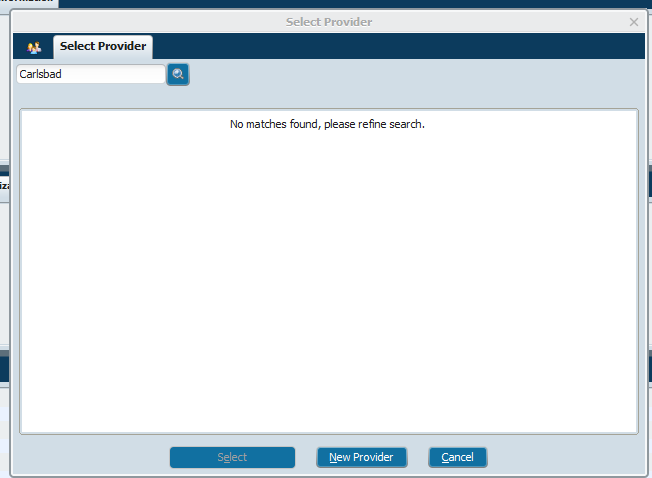 Select Provider
Select Provider
Carlsbad
No matches found, please refine search.
Select
New Provider
Cancel